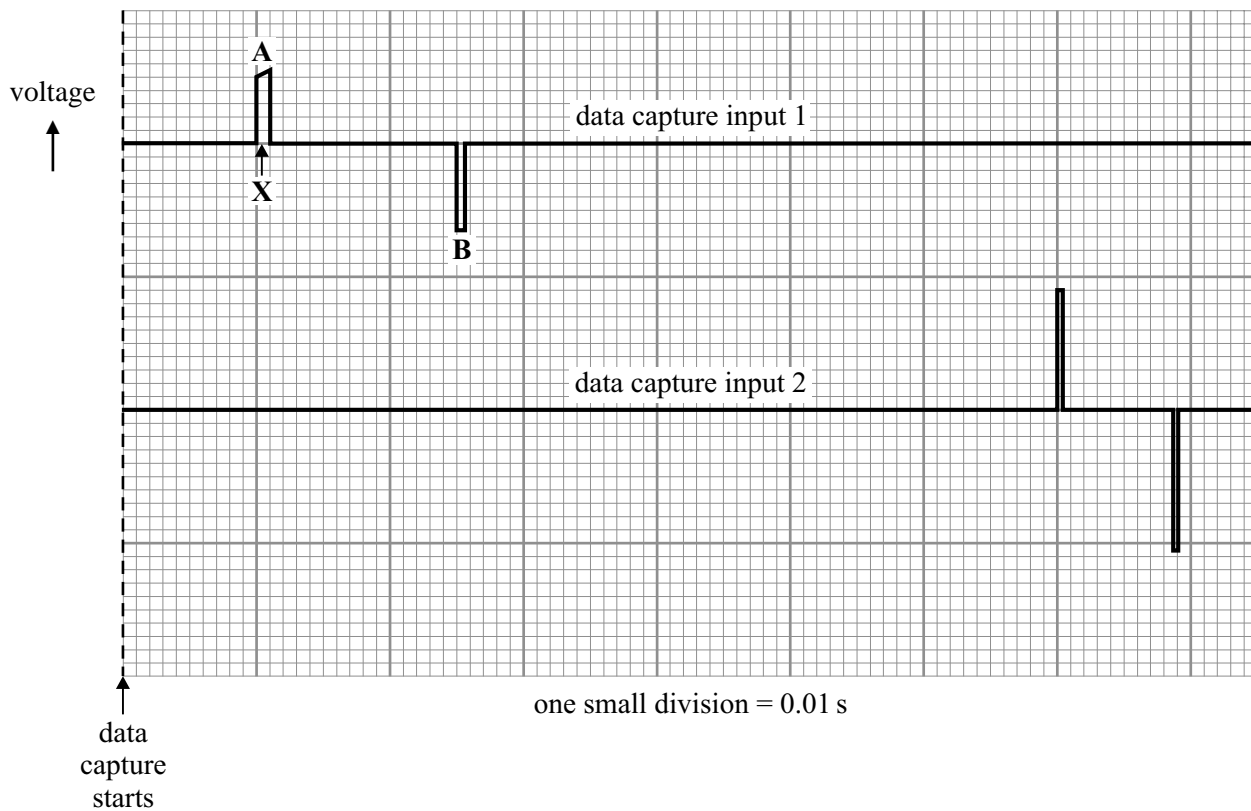 A
voltage
data capture input 1
X
B
data capture input 2
one small division = 0.01 s
data
capture
starts